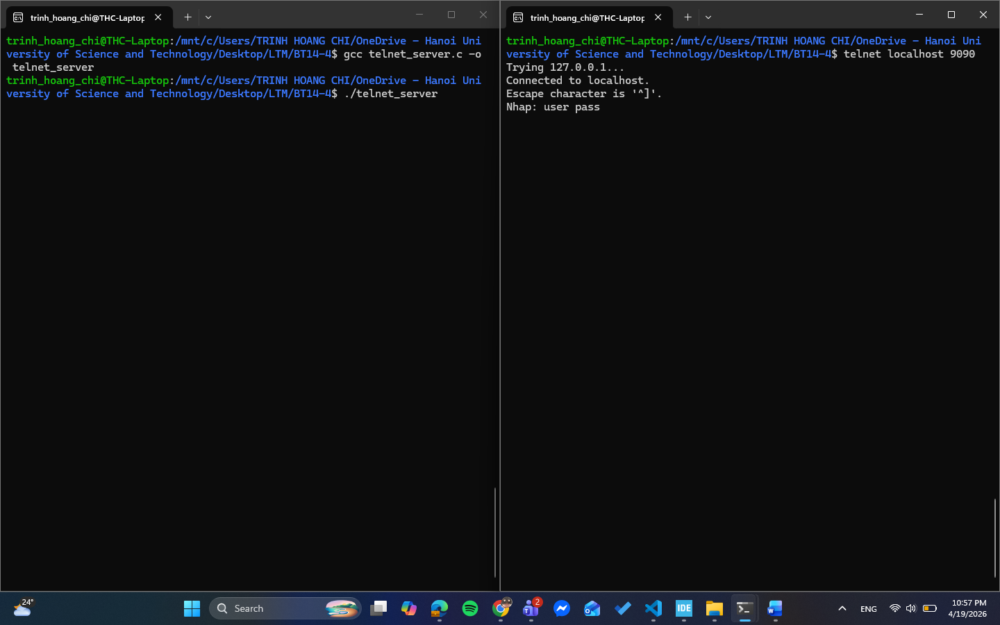 trinh_hoang_chi@THC-Laptop
trinh_hoang_chi@THC-Laptop:/mnt/c/Users/TRINH HOANG CHI/OneDrive - Hanoi Uni
versity of Science and Technology/Desktop/LTM/BT14-4$ gcc telnet_server.c -o
telnet_server
trinh_hoang_chi@THC-Laptop:/mnt/c/Users/TRINH HOANG CHI/OneDrive - Hanoi Uni
versity of Science and Technology/Desktop/LTM/BT14-4$ ./telnet_server
trinh_hoang_chi@THC-Laptop
trinh_hoang_chi@THC-Laptop:/mnt/c/Users/TRINH HOANG CHI/OneDrive - Hanoi Uni
versity of Science and Technology/Desktop/LTM/BT14-4$ telnet localhost 9090
Trying 127.0.0.1...
Connected to localhost.
Escape character is '^]'.
Nhap: user pass
24°
Search
2
IDE
ENG
10:57 PM
4/19/2026